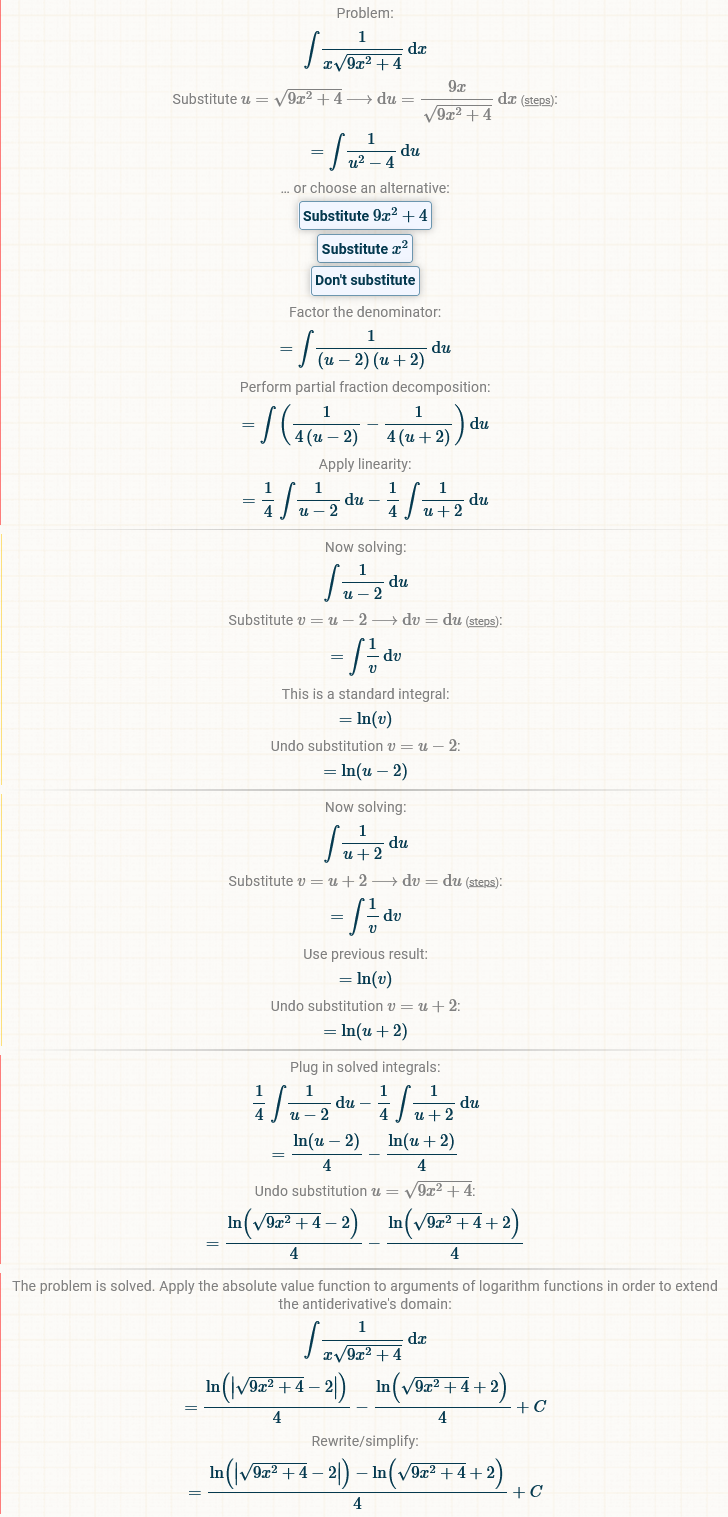 Problem:
∫ 1/(x√(9x² + 4)) dx
Substitute u = √(9x² + 4) ⟶ du = 9x/√(9x² + 4) dx (steps):
= ∫ 1/(u² − 4) du
… or choose an alternative:
Substitute 9x² + 4
Substitute x²
Don't substitute
Factor the denominator:
= ∫ 1/((u − 2) (u + 2)) du
Perform partial fraction decomposition:
= ∫ (1/(4 (u − 2)) − 1/(4 (u + 2))) du
Apply linearity:
= 1/4 ∫ 1/(u − 2) du − 1/4 ∫ 1/(u + 2) du
Now solving:
∫ 1/(u − 2) du
Substitute v = u − 2 ⟶ dv = du (steps):
= ∫ 1/v dv
This is a standard integral:
= ln(v)
Undo substitution v = u − 2:
= ln(u − 2)
Now solving:
∫ 1/(u + 2) du
Substitute v = u + 2 ⟶ dv = du (steps):
= ∫ 1/v dv
Use previous result:
= ln(v)
Undo substitution v = u + 2:
= ln(u + 2)
Plug in solved integrals:
1/4 ∫ 1/(u − 2) du − 1/4 ∫ 1/(u + 2) du
= ln(u − 2)/4 − ln(u + 2)/4
Undo substitution u = √(9x² + 4):
= ln(√(9x² + 4) − 2)/4 − ln(√(9x² + 4) + 2)/4
The problem is solved. Apply the absolute value function to arguments of logarithm functions in order to extend
the antiderivative's domain:
∫ 1/(x√(9x² + 4)) dx
= ln(|√(9x² + 4) − 2|)/4 − ln(√(9x² + 4) + 2)/4 + C
Rewrite/simplify:
= (ln(|√(9x² + 4) − 2|) − ln(√(9x² + 4) + 2))/4 + C